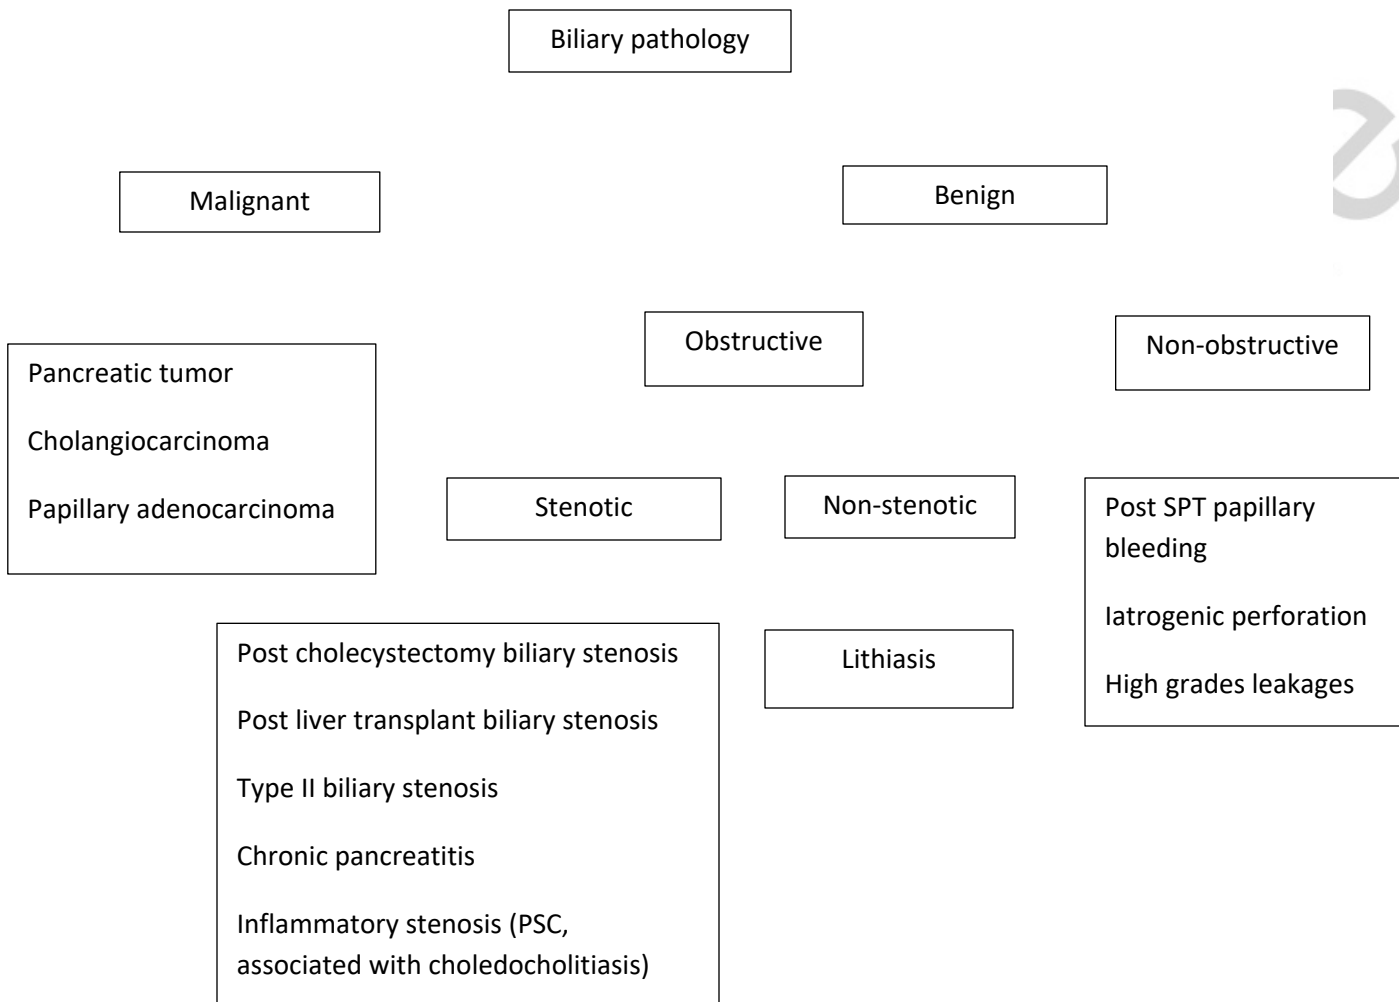 Biliary pathology
Malignant
Benign
Obstructive
Non-obstructive
Pancreatic tumor
Cholangiocarcinoma
Papillary adenocarcinoma
Stenotic
Non-stenotic
Post SPT papillary
bleeding
Iatrogenic perforation
High grades leakages
Post cholecystectomy biliary stenosis
Post liver transplant biliary stenosis
Type II biliary stenosis
Chronic pancreatitis
Inflammatory stenosis (PSC,
associated with choledocholitiasis)
Lithiasis